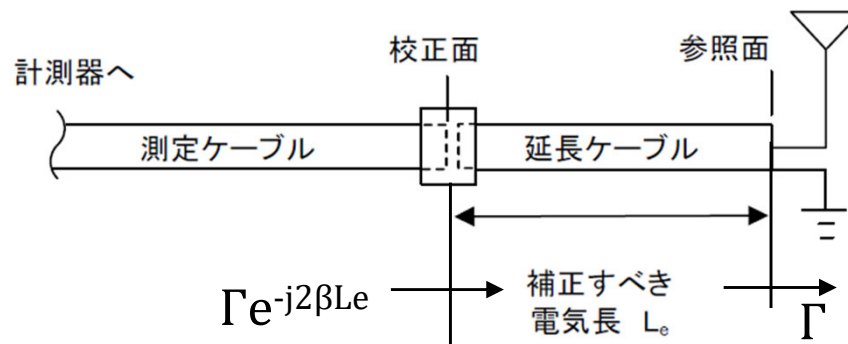 計測器へ
校正面
参照面
測定ケーブル
延長ケーブル
Γe-j2βLe
補正すべき
電気長 Le
Γ